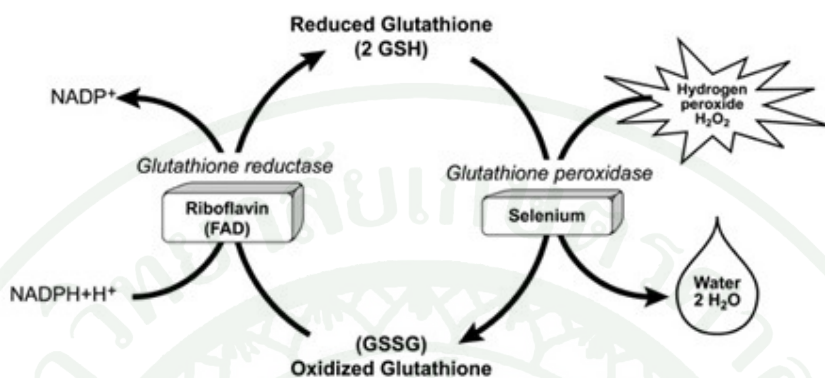 Reduced Glutathione
(2 GSH)
NADP+
Hydrogen
peroxide
H₂O₂
Glutathione reductase
Glutathione peroxidase
Riboflavin
(FAD)
Selenium
NADPH+H+
Water
2 H₂O
(GSSG)
Oxidized Glutathione